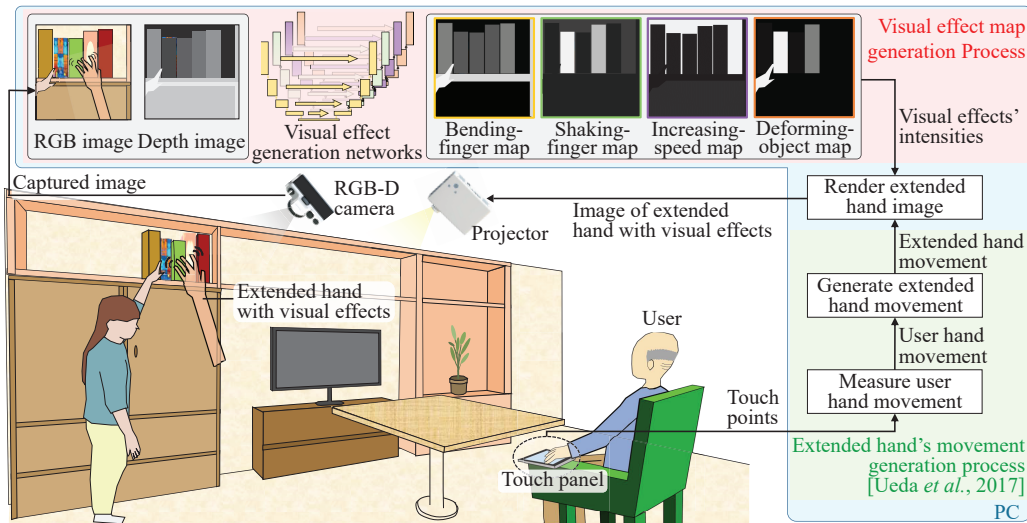 Visual effect map
generation Process
RGB image
Depth image
Visual effect
generation networks
Bending-
finger map
Shaking-
finger map
Increasing-
speed map
Deforming-
object map
Visual effects'
intensities
Captured image
RGB-D
camera
Projector
Image of extended
hand with visual effects
Render extended
hand image
Extended hand
movement
Generate extended
hand movement
User hand
movement
Measure user
hand movement
Extended hand
with visual effects
User
Touch
points
Touch panel
Extended hand's movement
generation process
[Ueda et al., 2017]
PC